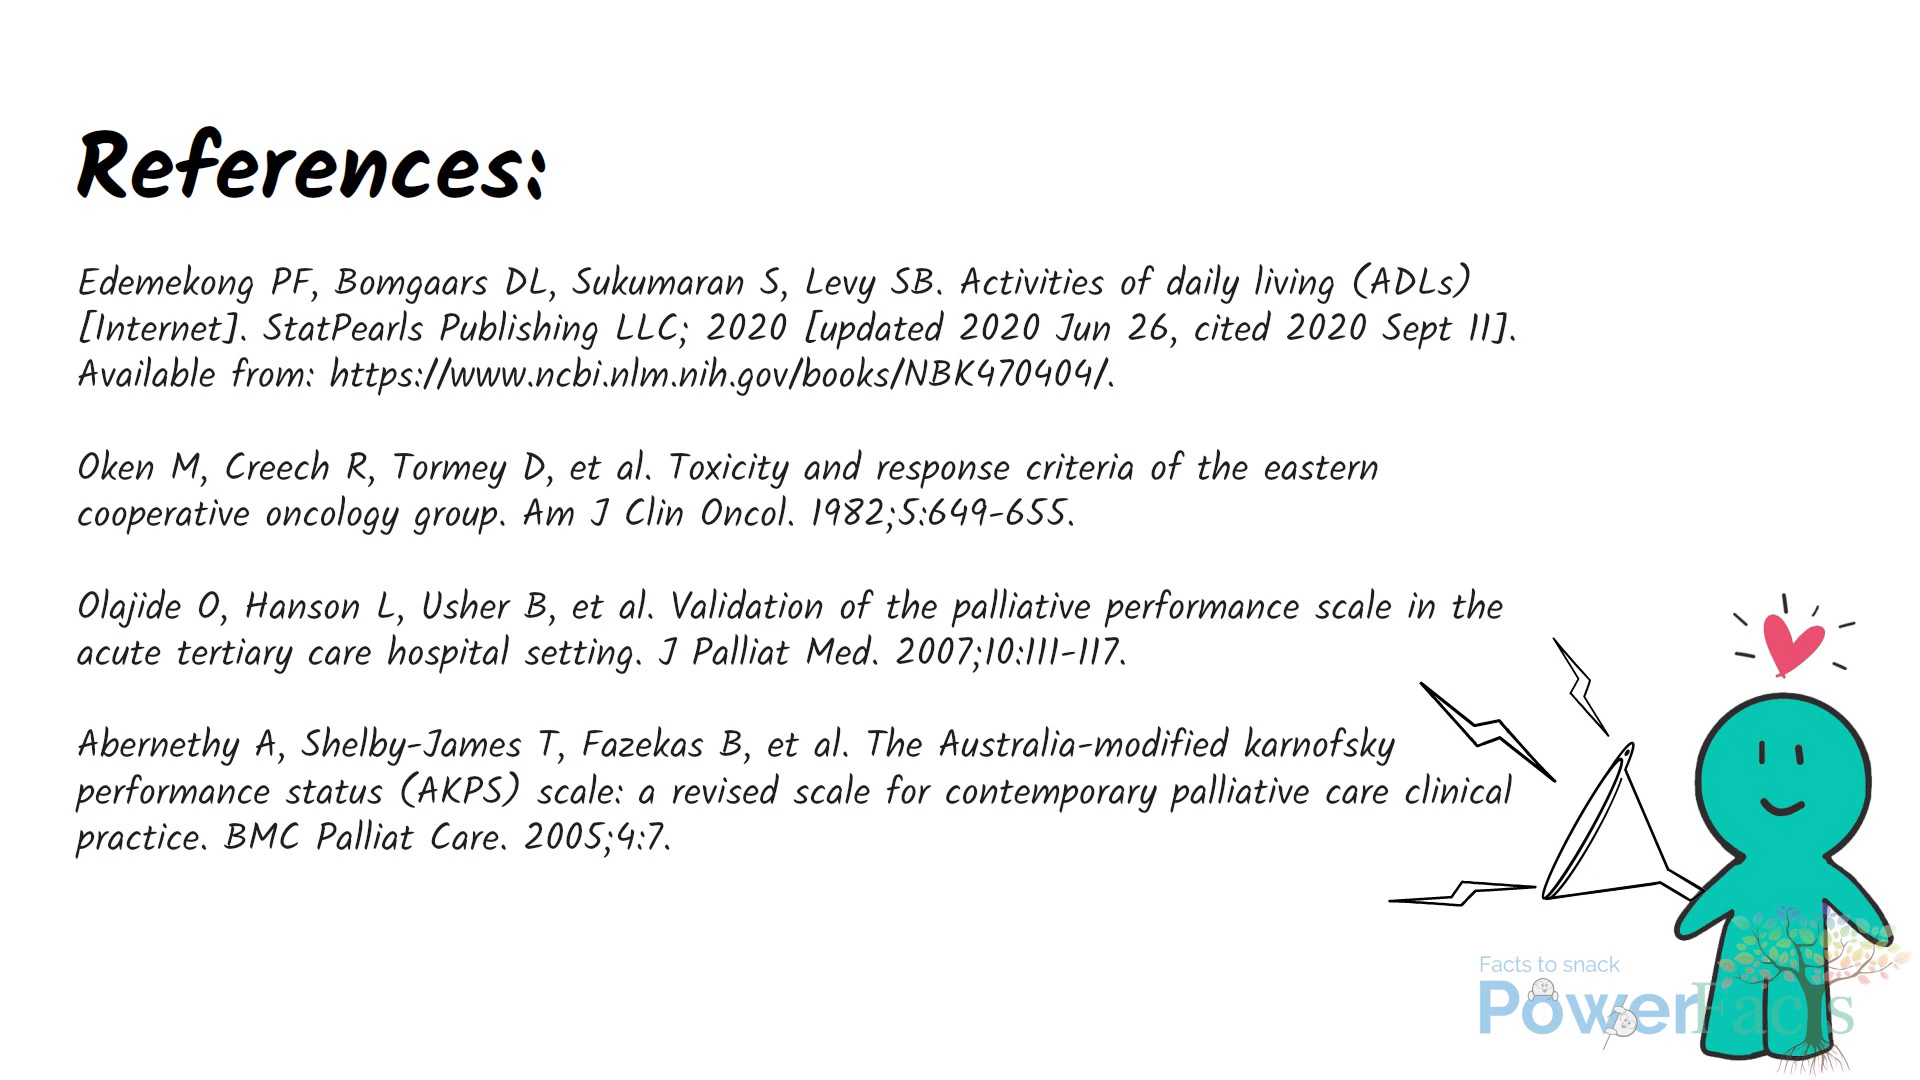 References:
Edemekong PF, Bomgaars DL, Sukumaran S, Levy SB. Activities of daily living (ADLs)
[Internet]. StatPearls Publishing LLC; 2020 [updated 2020 Jun 26, cited 2020 Sept 11].
Available from: https://www.ncbi.nlm.nih.gov/books/NBK470404/.
Oken M, Creech R, Tormey D, et al. Toxicity and response criteria of the eastern
cooperative oncology group. Am J Clin Oncol. 1982;5:649-655.
Olajide O, Hanson L, Usher B, et al. Validation of the palliative performance scale in the
acute tertiary care hospital setting. J Palliat Med. 2007;10:111-117.
Abernethy A, Shelby-James T, Fazekas B, et al. The Australia-modified karnofsky
performance status (AKPS) scale: a revised scale for contemporary palliative care clinical
practice. BMC Palliat Care. 2005;4:7.
Facts to snack
PowerFacts